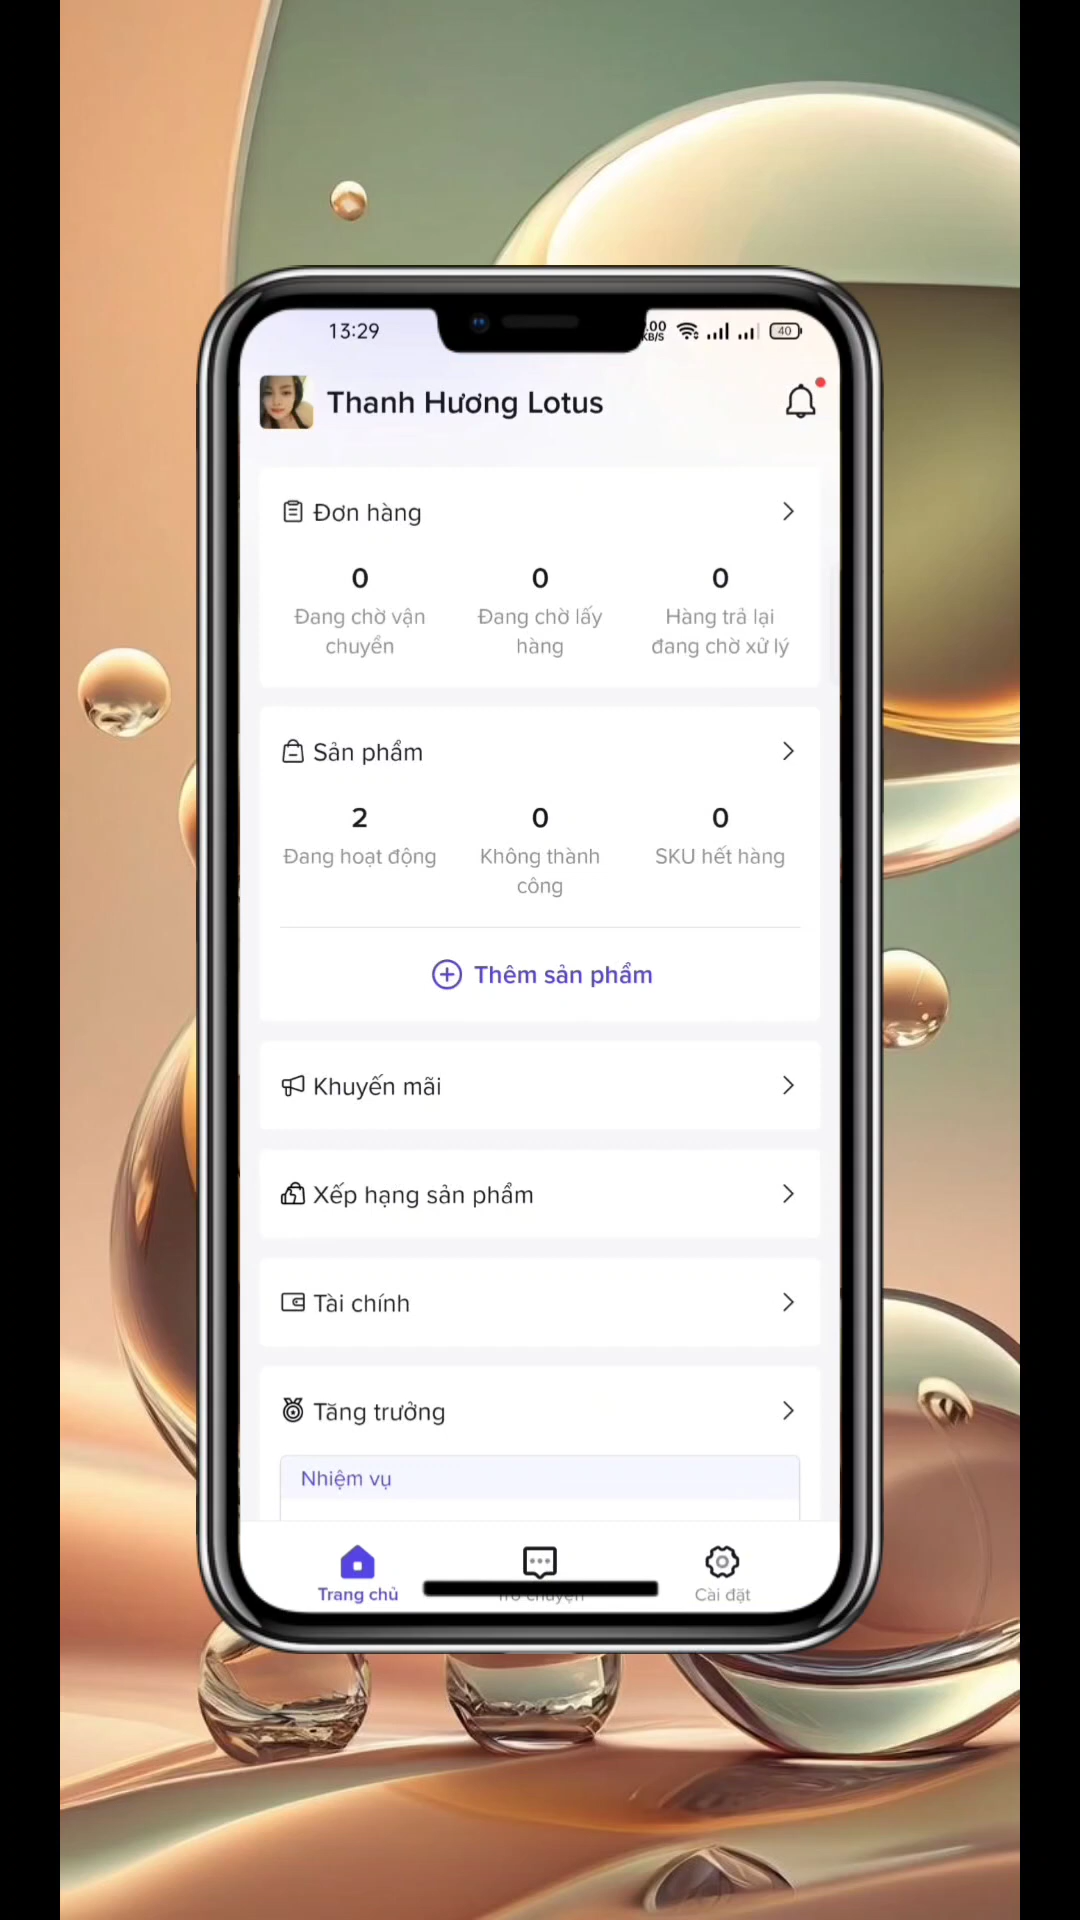 13:29
.00
KB/S
40
Thanh Hương Lotus
Đơn hàng
0
0
0
Đang chờ vận
chuyển
Đang chờ lấy
hàng
Hàng trả lại
đang chờ xử lý
Sản phẩm
2
0
0
Đang hoạt động
Không thành
công
SKU hết hàng
Thêm sản phẩm
Khuyến mãi
Xếp hạng sản phẩm
Tài chính
Tăng trưởng
Nhiệm vụ
Trang chủ
Cài đặt